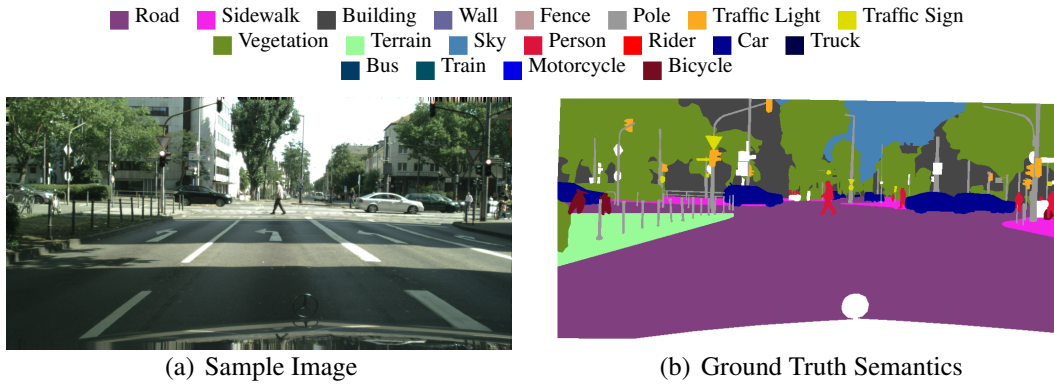 Road Sidewalk Building Wall Fence Pole Traffic Light Traffic Sign
Vegetation Terrain Sky Person Rider Car Truck
Bus Train Motorcycle Bicycle
(a) Sample Image
(b) Ground Truth Semantics